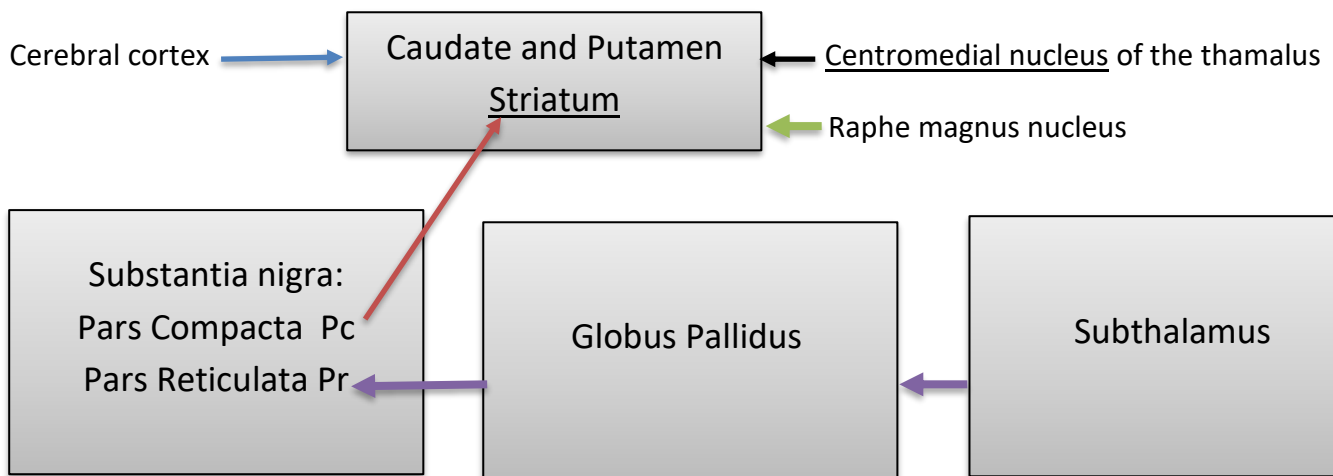 Cerebral cortex
Caudate and Putamen
Striatum
Centromedial nucleus of the thamalus
Raphe magnus nucleus
Substantia nigra:
Pars Compacta Pc
Pars Reticulata Pr
Globus Pallidus
Subthalamus